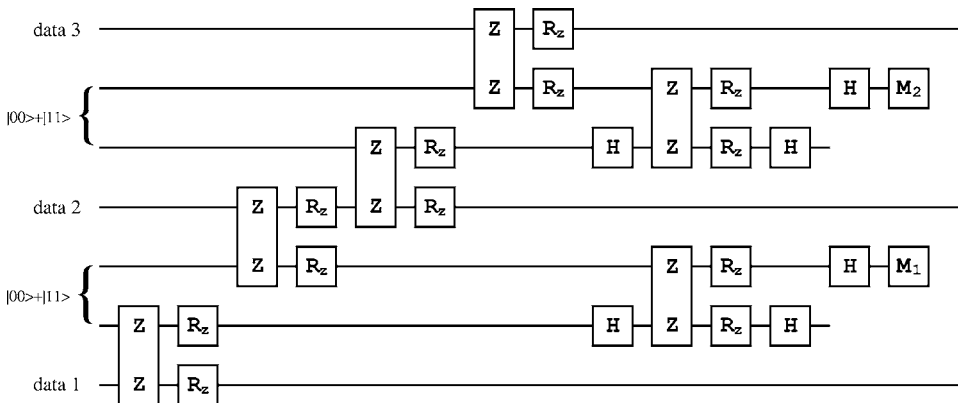 data 3 Z R_z
Z R_z Z R_z H M_2
|00>+|11>
Z R_z H Z R_z H
data 2 Z R_z Z R_z
Z R_z Z R_z H M_1
|00>+|11>
Z R_z H Z R_z H
data 1 Z R_z